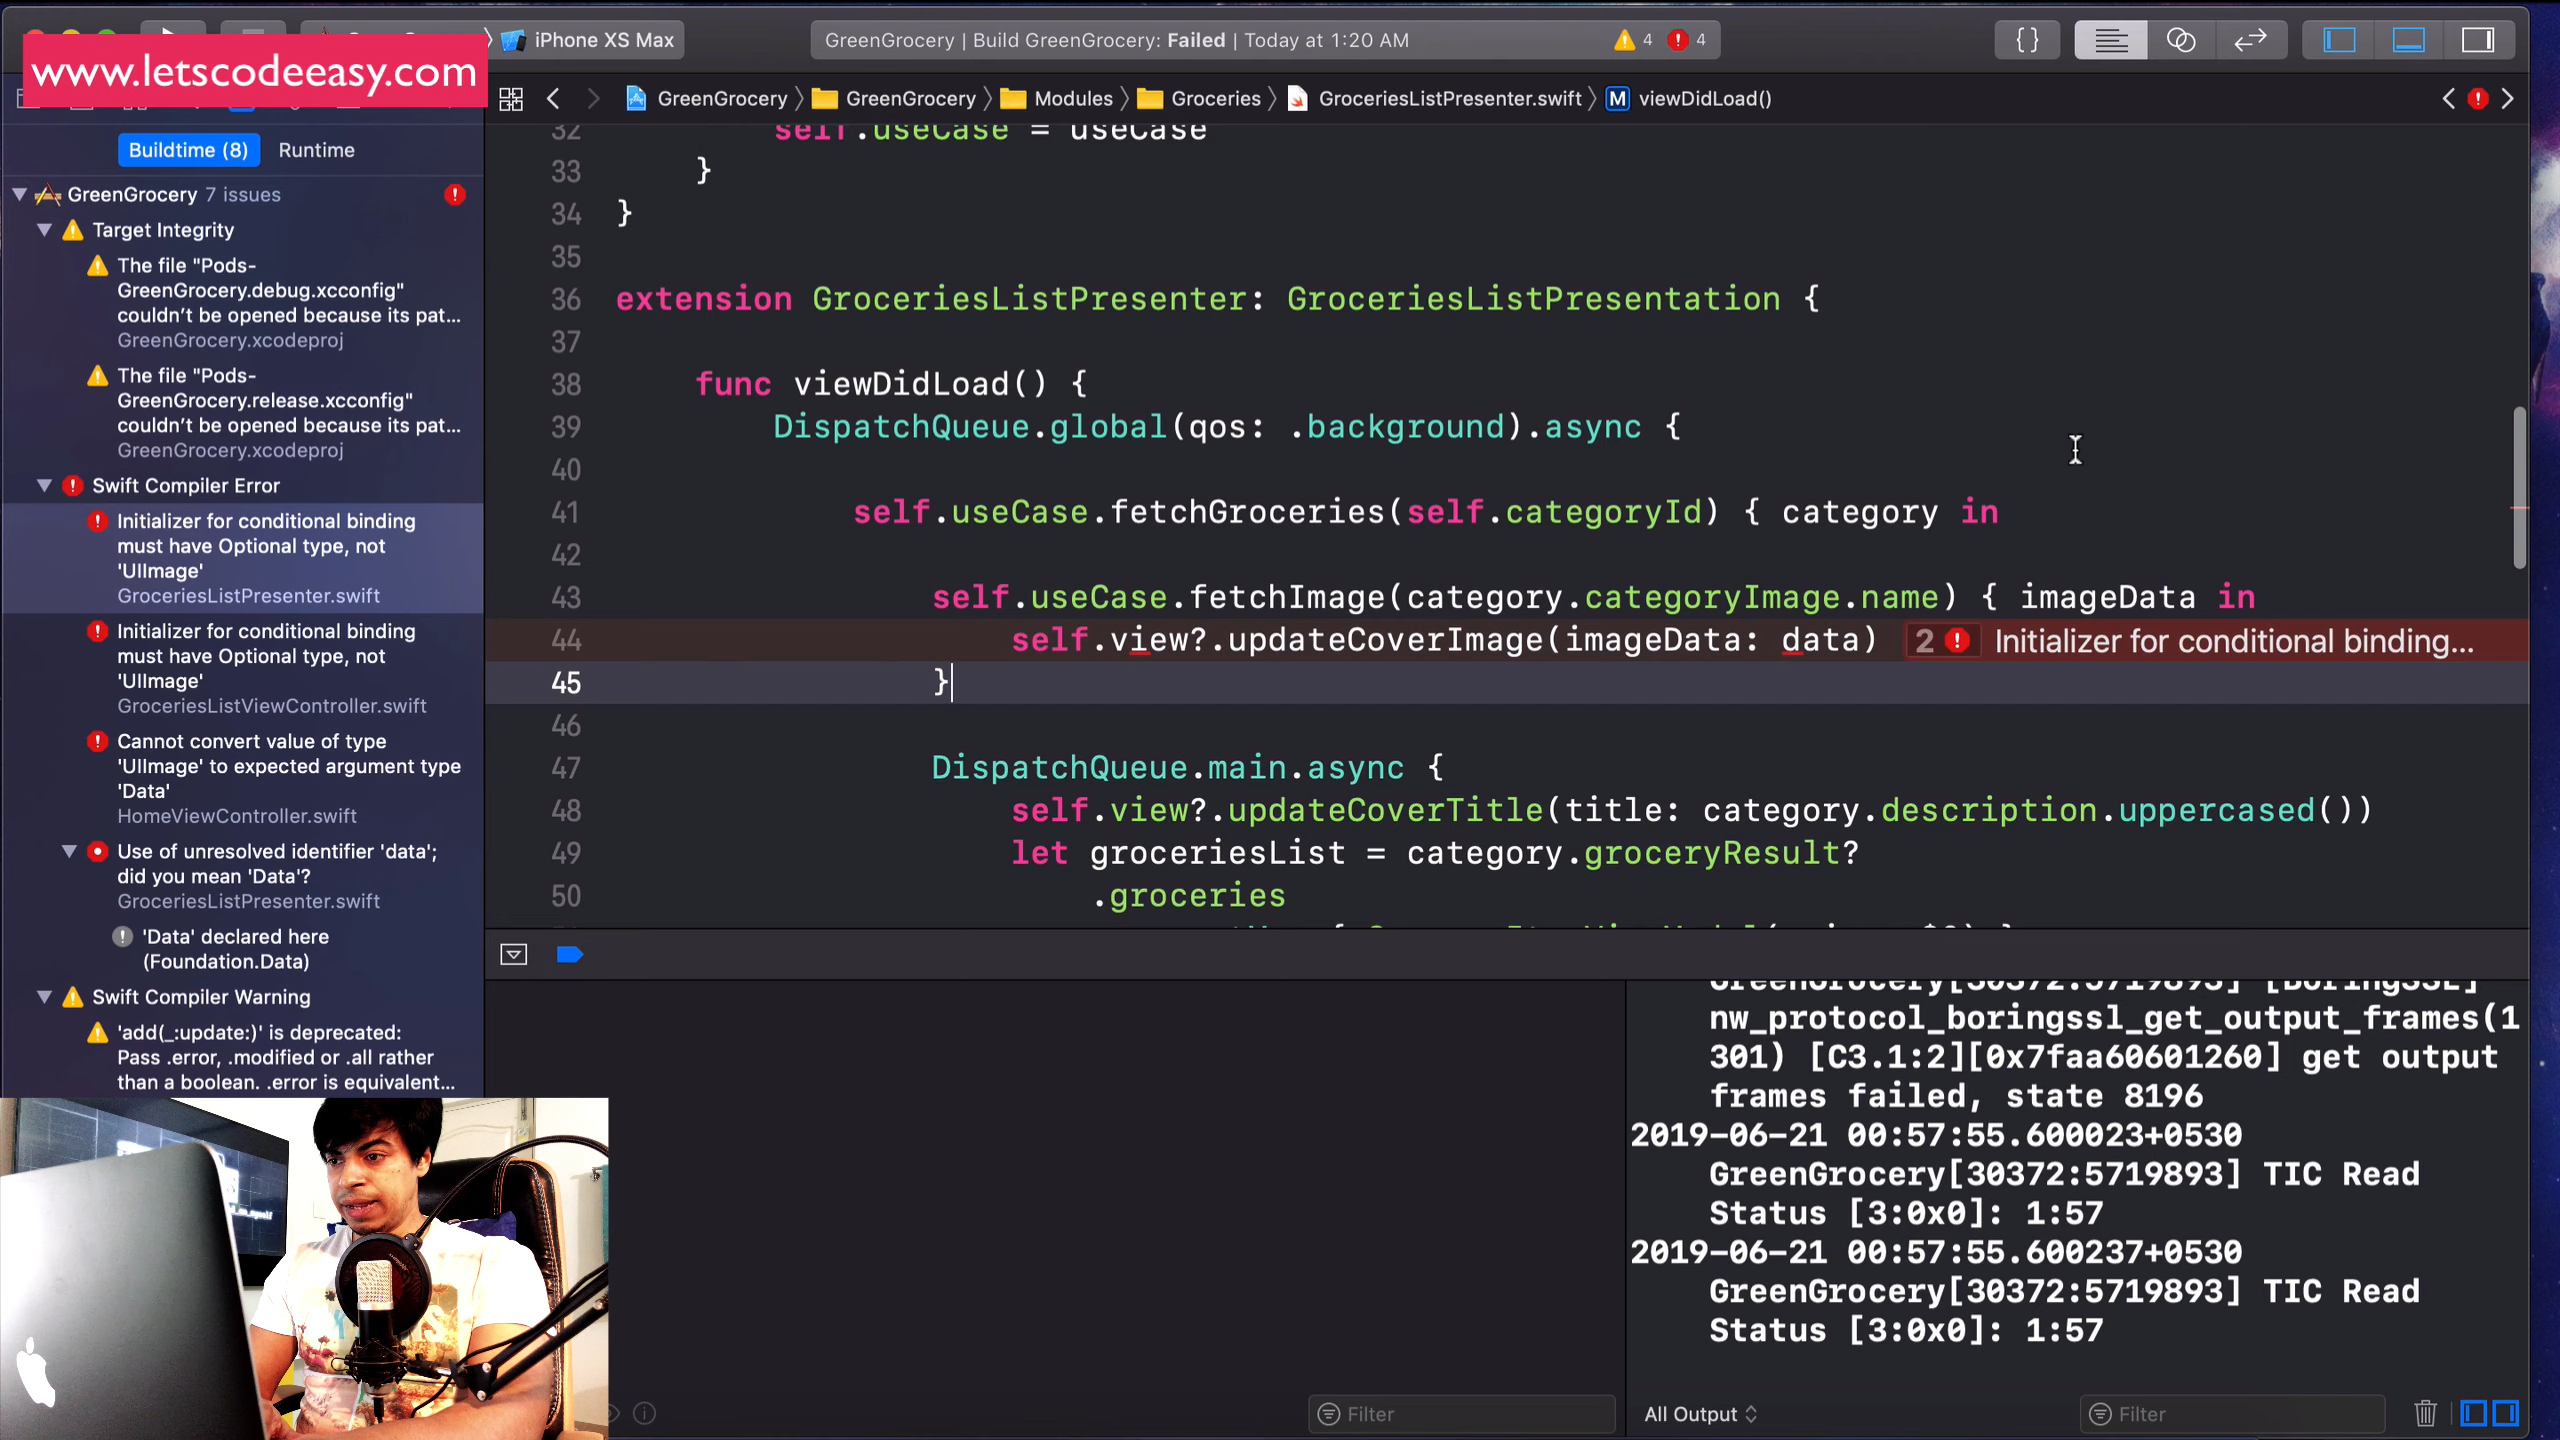 iPhone XS Max
GreenGrocery | Build GreenGrocery: Failed | Today at 1:20 AM
4
4
{}
www.letscodeeasy.com
GreenGrocery
GreenGrocery
Modules
Groceries
GroceriesListPresenter.swift
M
viewDidLoad()
Buildtime (8)
Runtime
GreenGrocery 7 issues
Target Integrity
The file "Pods-
GreenGrocery.debug.xcconfig"
couldn't be opened because its pat...
GreenGrocery.xcodeproj
The file "Pods-
GreenGrocery.release.xcconfig"
couldn't be opened because its pat...
GreenGrocery.xcodeproj
Swift Compiler Error
Initializer for conditional binding
must have Optional type, not
'UIImage'
GroceriesListPresenter.swift
Initializer for conditional binding
must have Optional type, not
'UIImage'
GroceriesListViewController.swift
Cannot convert value of type
'UIImage' to expected argument type
'Data'
HomeViewController.swift
Use of unresolved identifier 'data';
did you mean 'Data'?
GroceriesListPresenter.swift
'Data' declared here
(Foundation.Data)
Swift Compiler Warning
'add(_:update:)' is deprecated:
Pass .error, .modified or .all rather
than a boolean. .error is equivalent...
32 self.useCase = useCase
33 }
34 }
35
36 extension GroceriesListPresenter: GroceriesListPresentation {
37
38 func viewDidLoad() {
39 DispatchQueue.global(qos: .background).async {
40
41 self.useCase.fetchGroceries(self.categoryId) { category in
42
43 self.useCase.fetchImage(category.categoryImage.name) { imageData in
44 self.view?.updateCoverImage(imageData: data) 2 Initializer for conditional binding...
45 }
46
47 DispatchQueue.main.async {
48 self.view?.updateCoverTitle(title: category.description.uppercased())
49 let groceriesList = category.groceryResult?
50 .groceries
GreenGrocery[30372:5719893] [BoringSSL]
nw_protocol_boringssl_get_output_frames(1
301) [C3.1:2][0x7faa60601260] get output
frames failed, state 8196
2019-06-21 00:57:55.600023+0530
GreenGrocery[30372:5719893] TIC Read
Status [3:0x0]: 1:57
2019-06-21 00:57:55.600237+0530
GreenGrocery[30372:5719893] TIC Read
Status [3:0x0]: 1:57
Filter
All Output
Filter